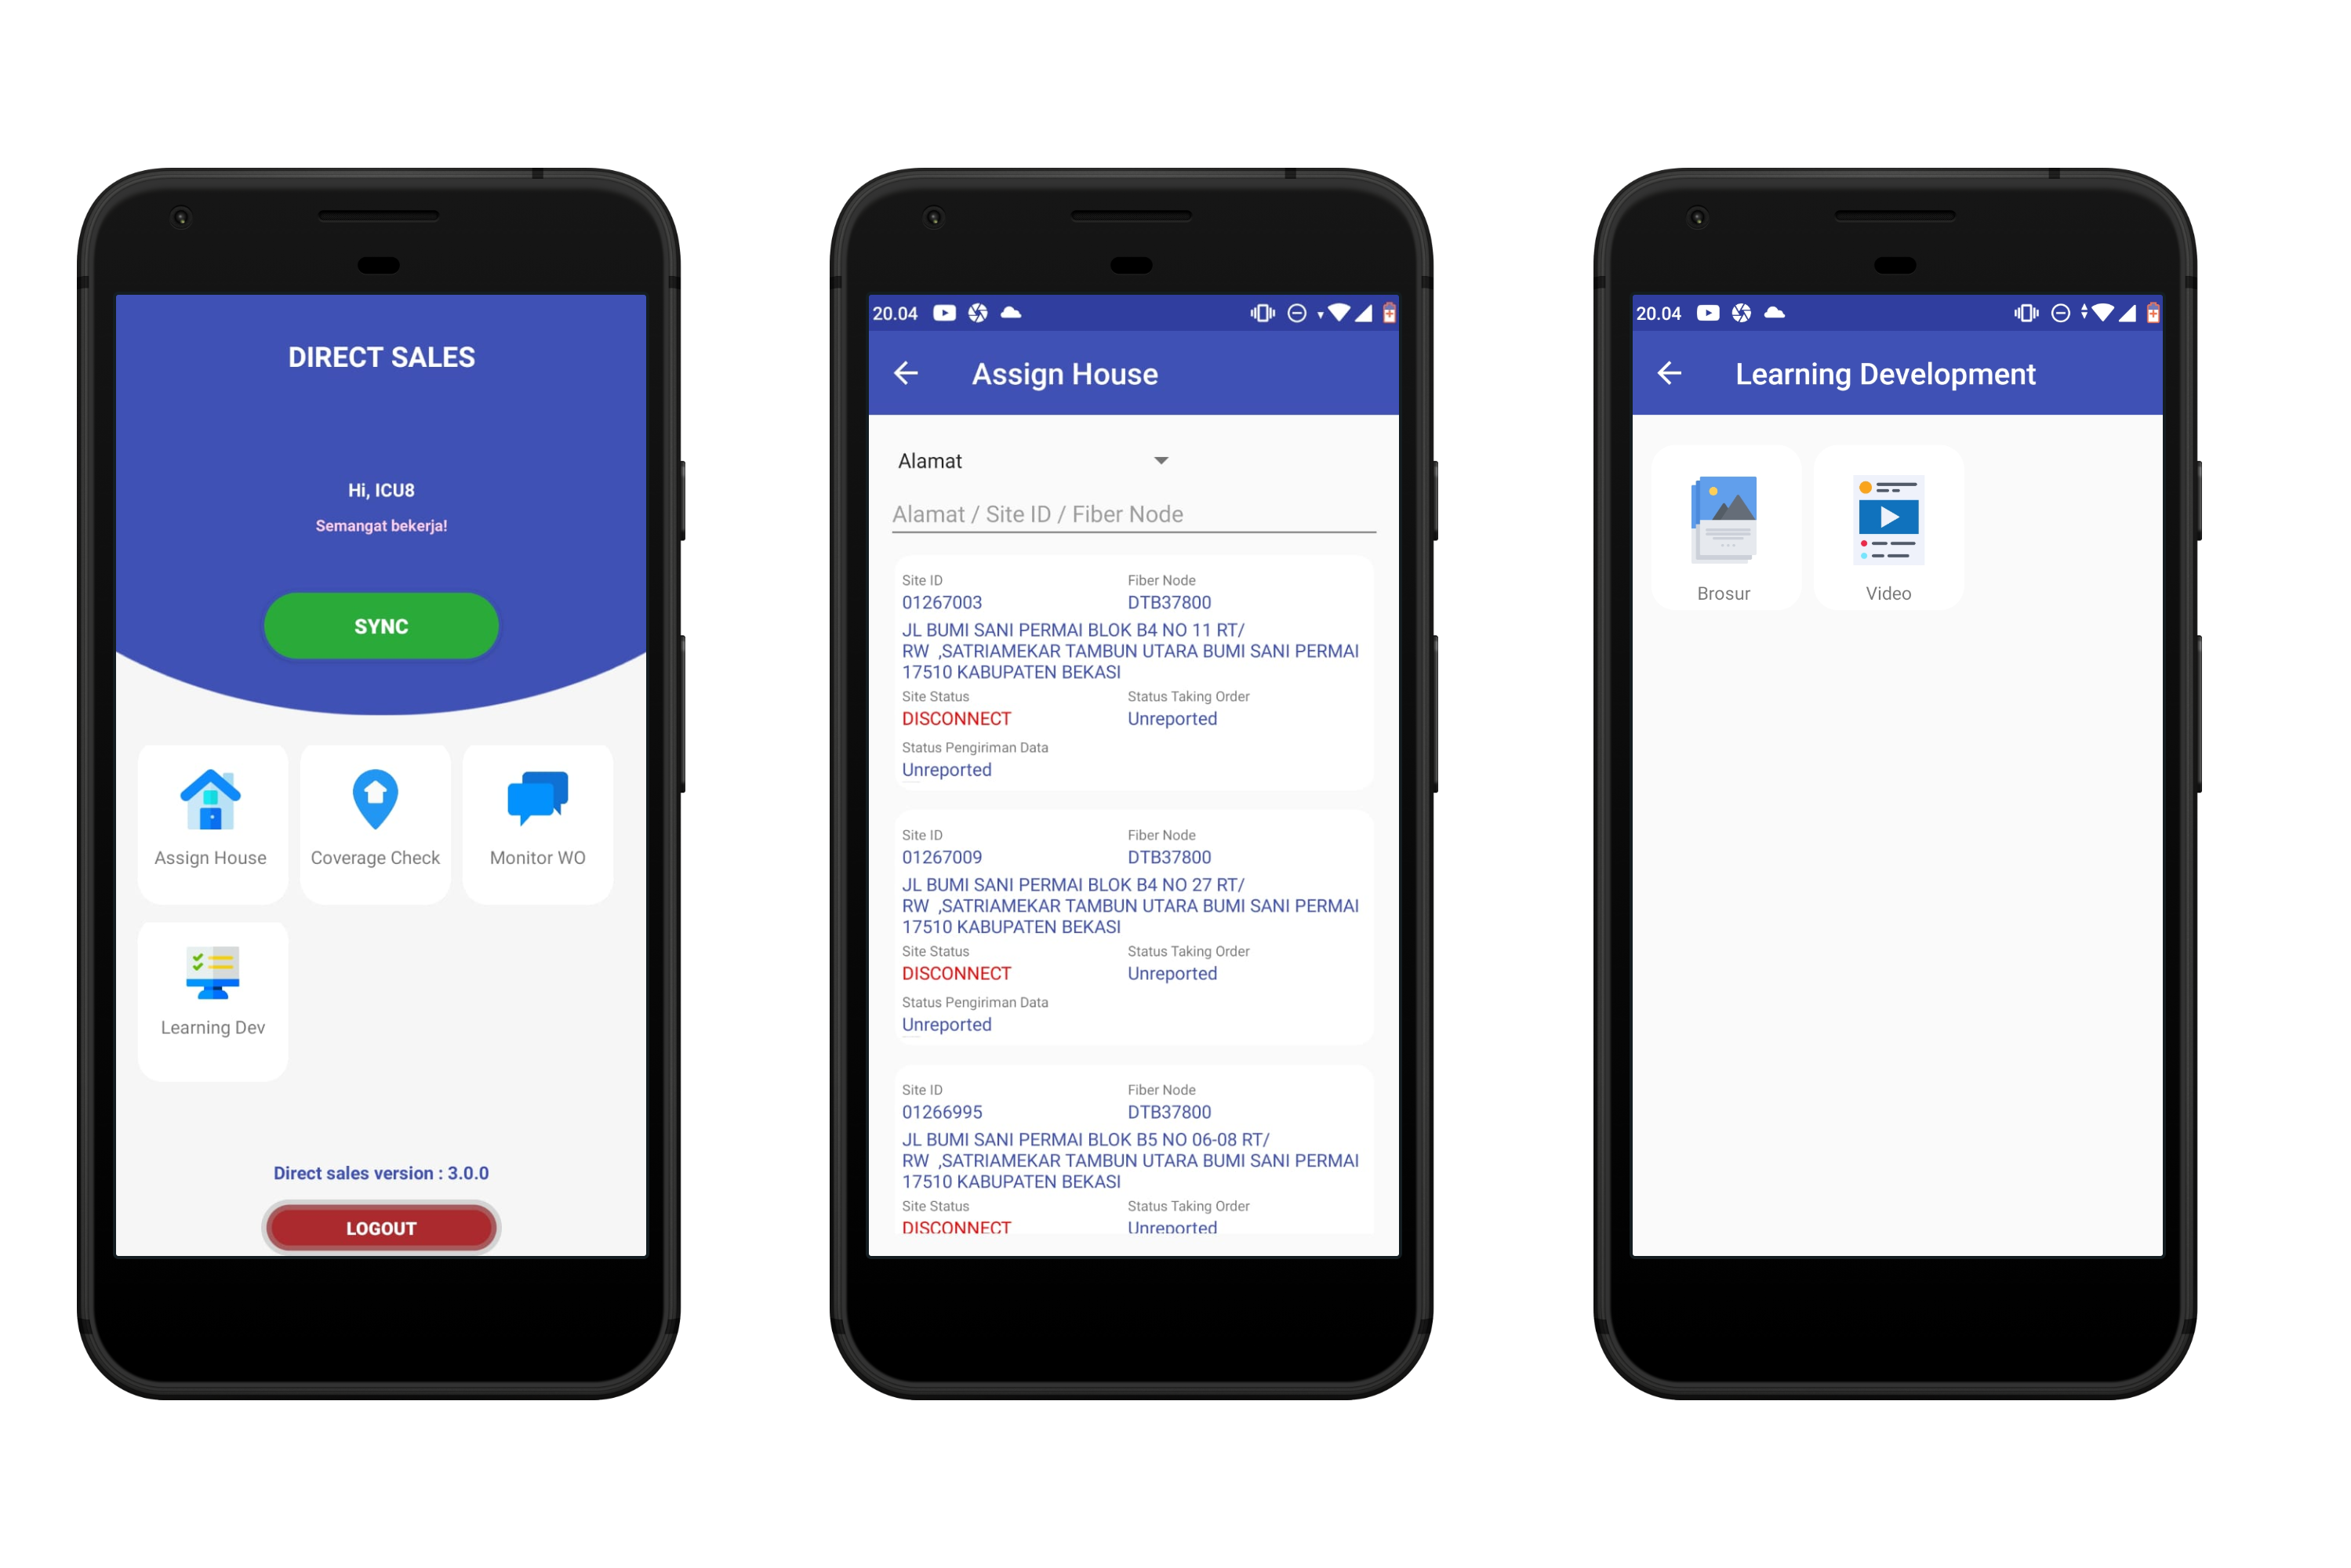 DIRECT SALES
Hi, ICU8
Semangat bekerja!
SYNC
Assign House
Coverage Check
Monitor WO
Learning Dev
Direct sales version : 3.0.0
LOGOUT
20.04
Assign House
Alamat
Alamat / Site ID / Fiber Node
Site ID
Fiber Node
01267003
DTB37800
JL BUMI SANI PERMAI BLOK B4 NO 11 RT/
RW ,SATRIAMEKAR TAMBUN UTARA BUMI SANI PERMAI
17510 KABUPATEN BEKASI
Site Status
Status Taking Order
DISCONNECT
Unreported
Status Pengiriman Data
Unreported
Site ID
Fiber Node
01267009
DTB37800
JL BUMI SANI PERMAI BLOK B4 NO 27 RT/
RW ,SATRIAMEKAR TAMBUN UTARA BUMI SANI PERMAI
17510 KABUPATEN BEKASI
Site Status
Status Taking Order
DISCONNECT
Unreported
Status Pengiriman Data
Unreported
Site ID
Fiber Node
01266995
DTB37800
JL BUMI SANI PERMAI BLOK B5 NO 06-08 RT/
RW ,SATRIAMEKAR TAMBUN UTARA BUMI SANI PERMAI
17510 KABUPATEN BEKASI
Site Status
Status Taking Order
DISCONNECT
Unreported
20.04
Learning Development
Brosur
Video